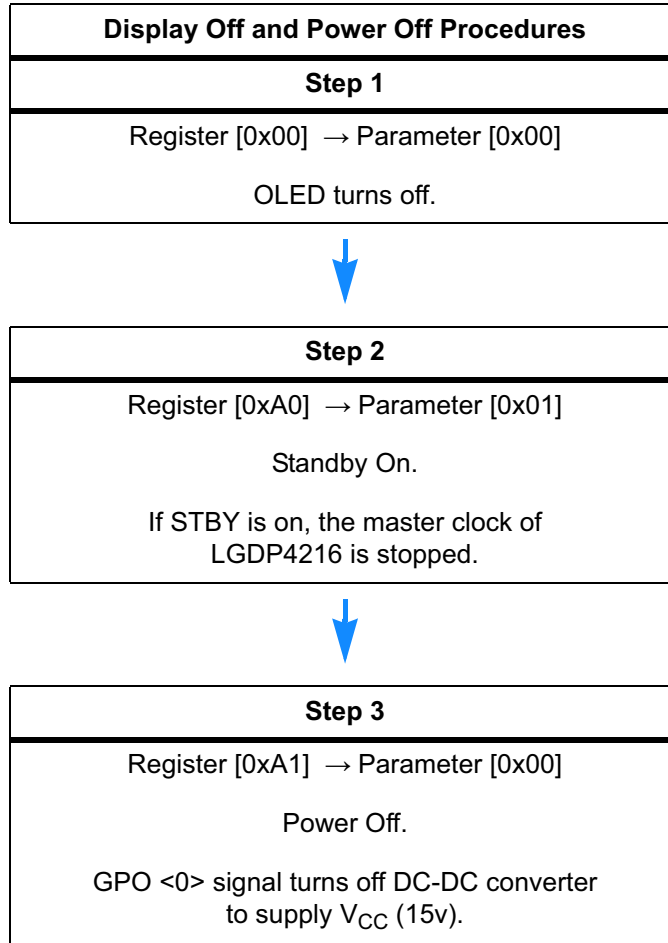 Display Off and Power Off Procedures
Step 1
Register [0x00] → Parameter [0x00]
OLED turns off.
Step 2
Register [0xA0] → Parameter [0x01]
Standby On.
If STBY is on, the master clock of
LGDP4216 is stopped.
Step 3
Register [0xA1] → Parameter [0x00]
Power Off.
GPO <0> signal turns off DC-DC converter
to supply VCC (15v).